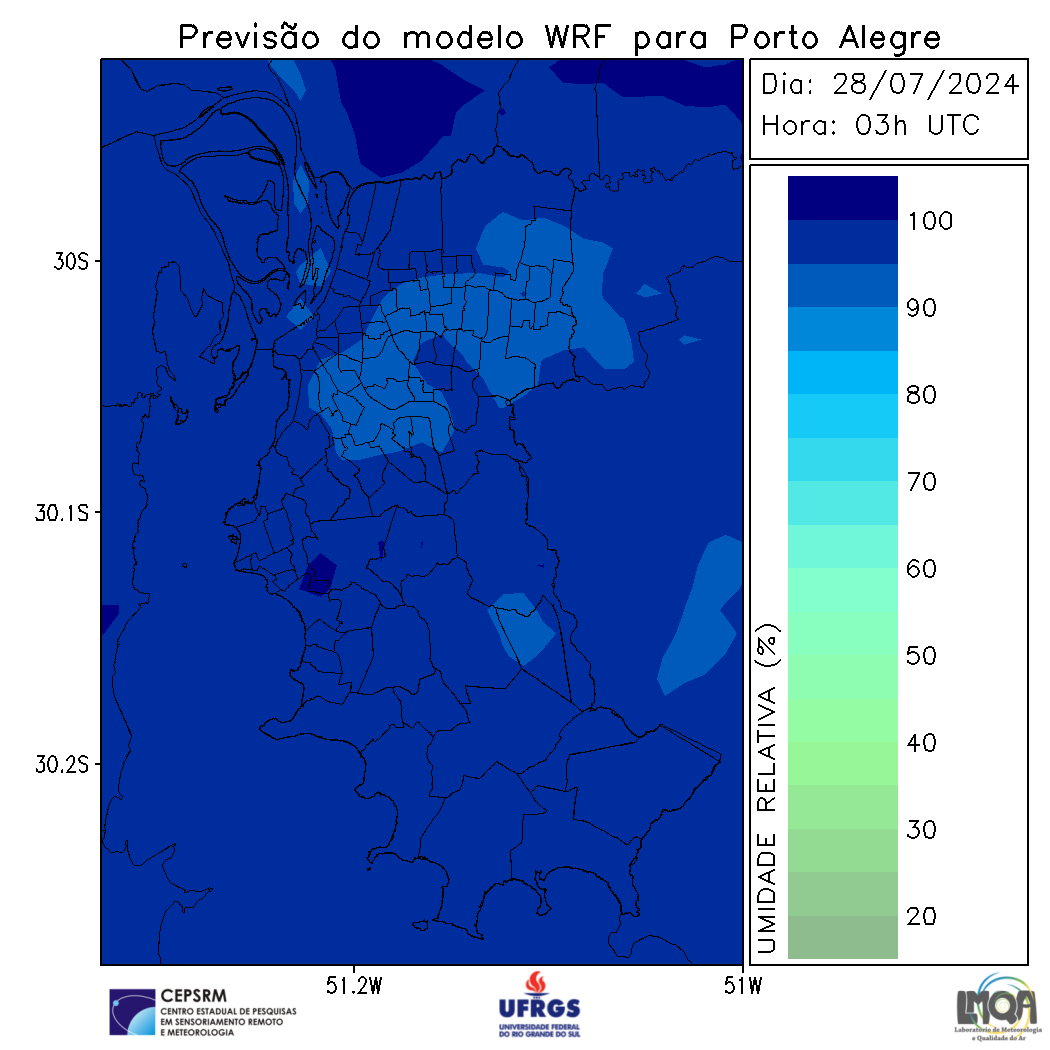 Previsão do modelo WRF para Porto Alegre
Dia: 28/07/2024
Hora: 03h UTC
30S
30.1S
30.2S
51.2W
51W
100
90
80
70
60
50
40
30
20
UMIDADE RELATIVA (%)
CEPSRM
CENTRO ESTADUAL DE PESQUISAS
EM SENSORIAMENTO REMOTO
E METEOROLOGIA
UFRGS
UNIVERSIDADE FEDERAL
DO RIO GRANDE DO SUL
LMQA
Laboratório de Meteorologia
e Qualidade do Ar